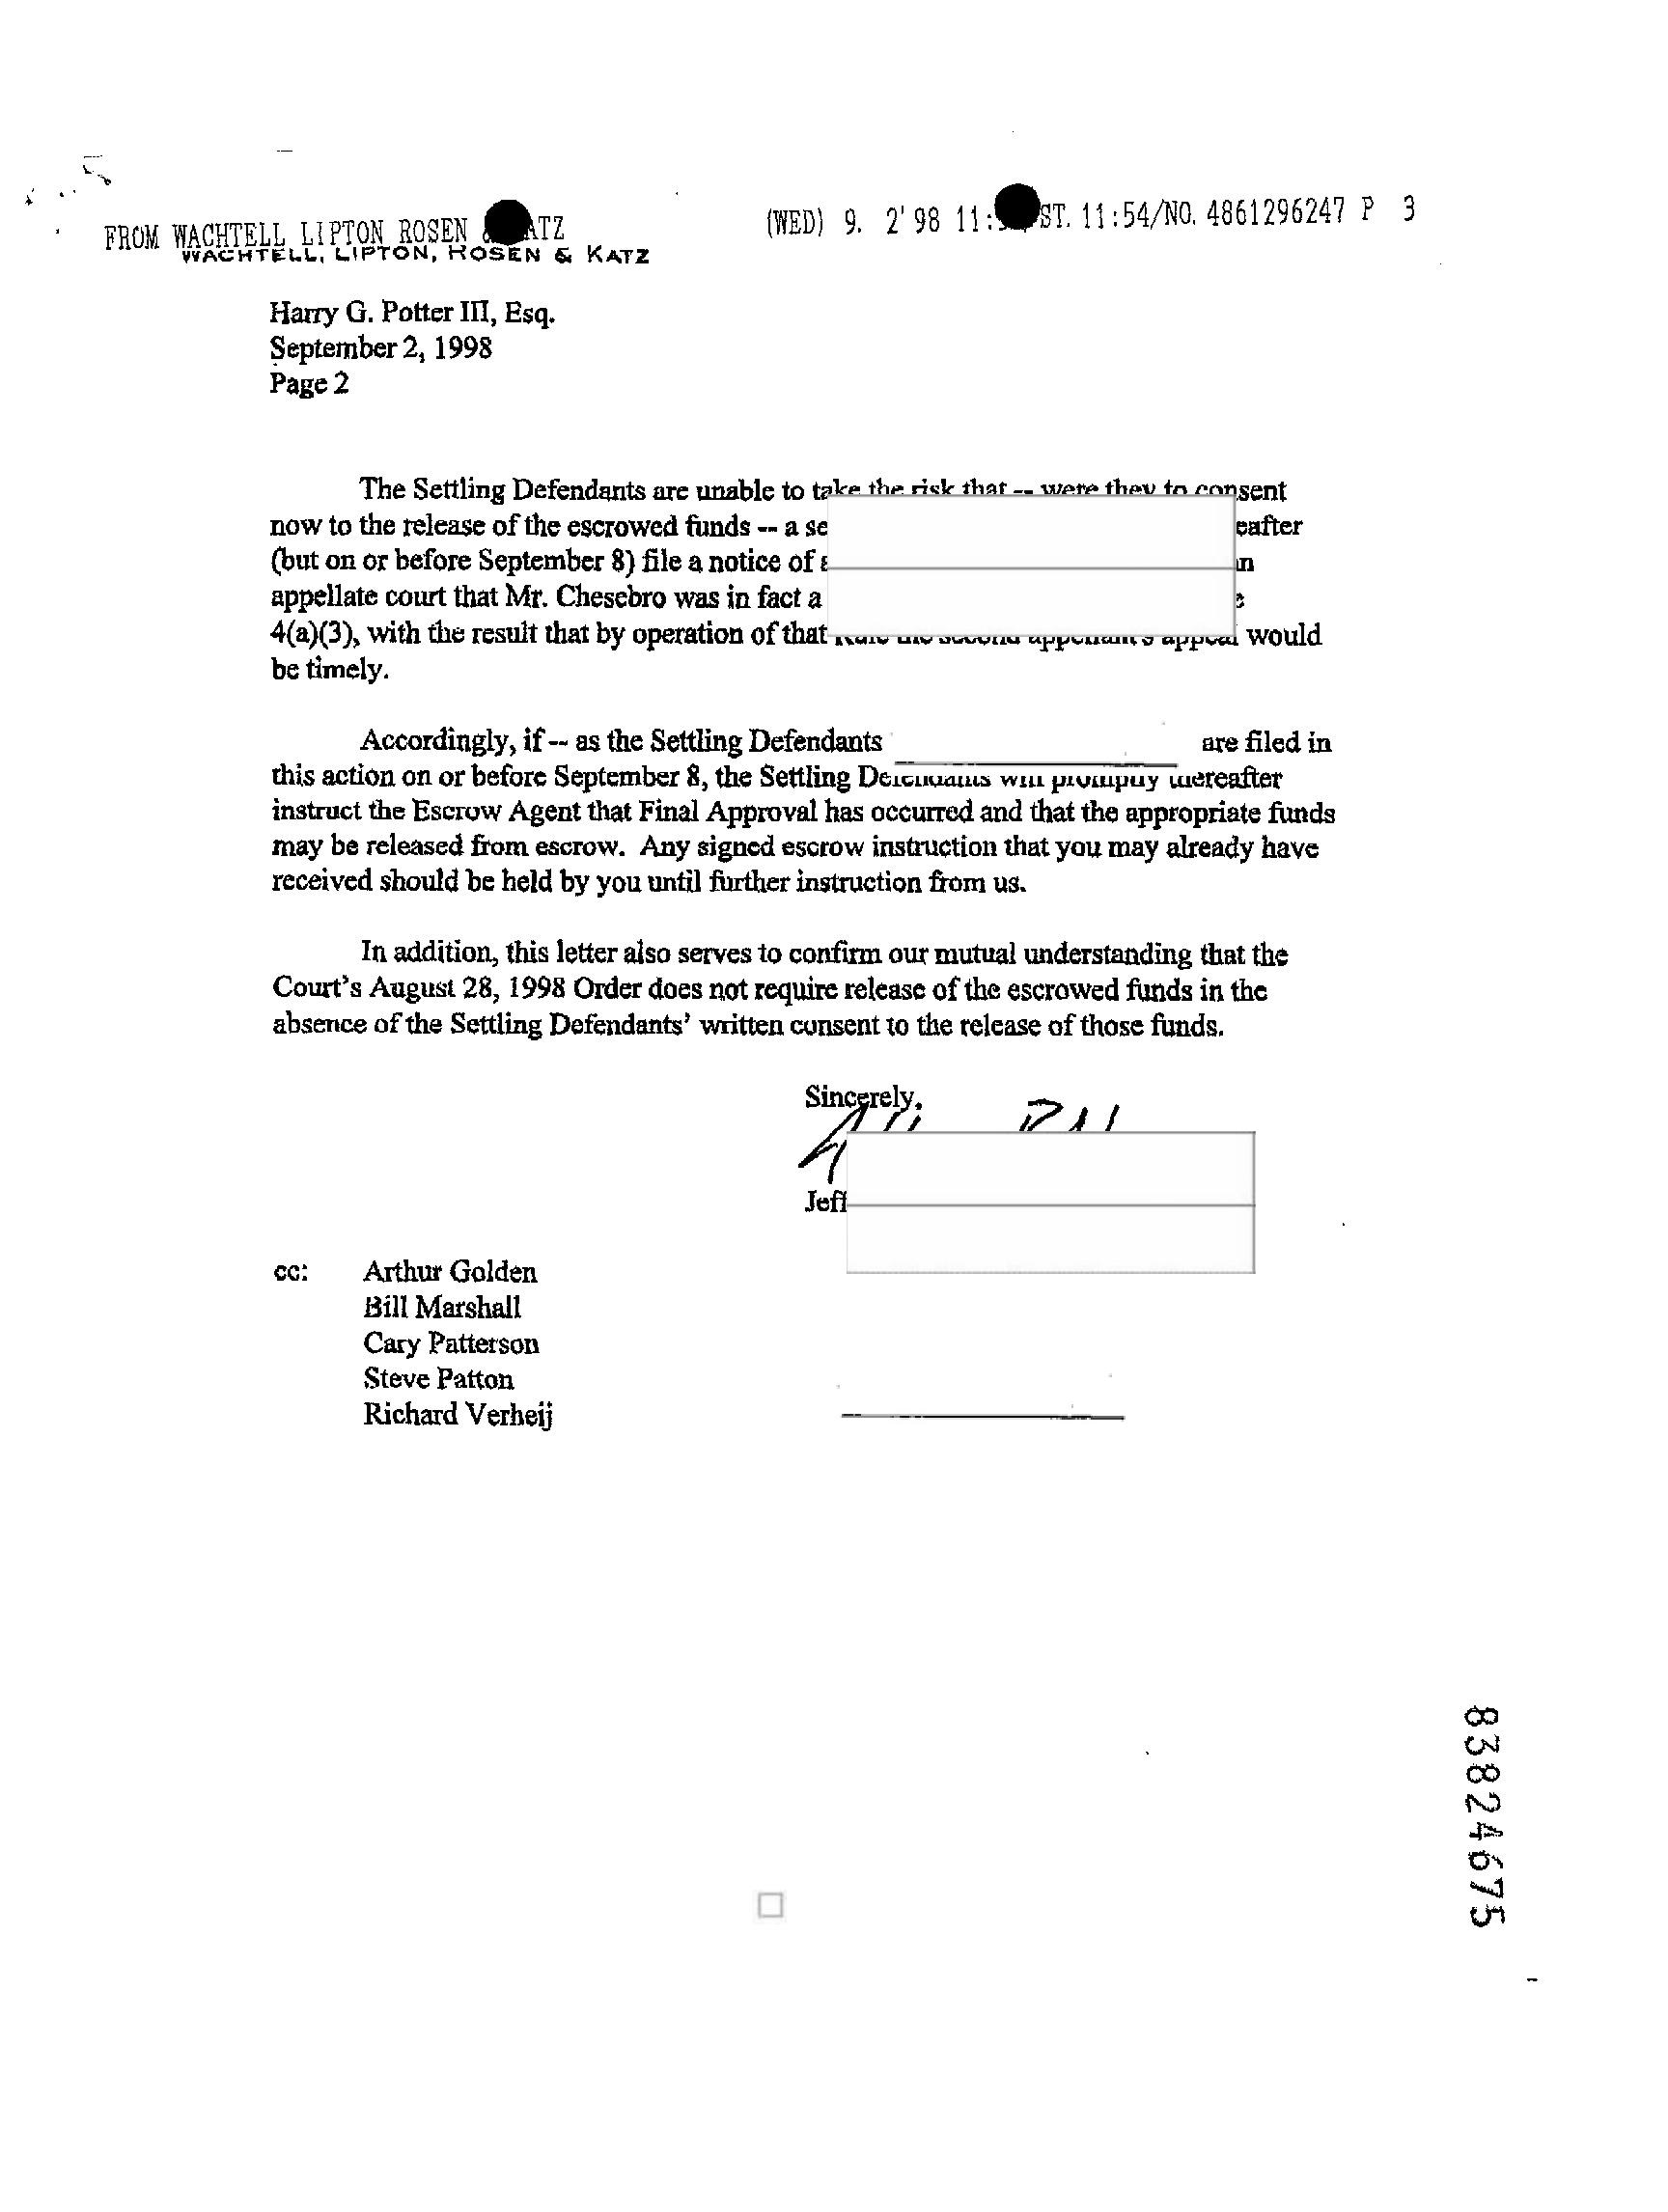 FROM WACHTELL LIPTON ROSEN & KATZ (WED) 9. 2'98 11: ST. 11:54/NO. 4861296247 P 3
WACHTELL, LIPTON, ROSEN & KATZ
Harry G. Potter III, Esq.
September 2, 1998
Page 2
The Settling Defendants are unable to take the risk that -- were they to consent
now to the release of the escrowed funds -- a se eafter
(but on or before September 8) file a notice of
appellate court that Mr. Chesebro was in fact a
4(a)(3), with the result that by operation of that Rule the second appellant's appeal would
be timely.
Accordingly, if -- as the Settling Defendants are filed in
this action on or before September 8, the Settling Defendants will promptly thereafter
instruct the Escrow Agent that Final Approval has occurred and that the appropriate funds
may be released from escrow. Any signed escrow instruction that you may already have
received should be held by you until further instruction from us.
In addition, this letter also serves to confirm our mutual understanding that the
Court's August 28, 1998 Order does not require release of the escrowed funds in the
absence of the Settling Defendants' written consent to the release of those funds.
Sincerely,
Jeff
cc: Arthur Golden
Bill Marshall
Cary Patterson
Steve Patton
Richard Verheij
83824675